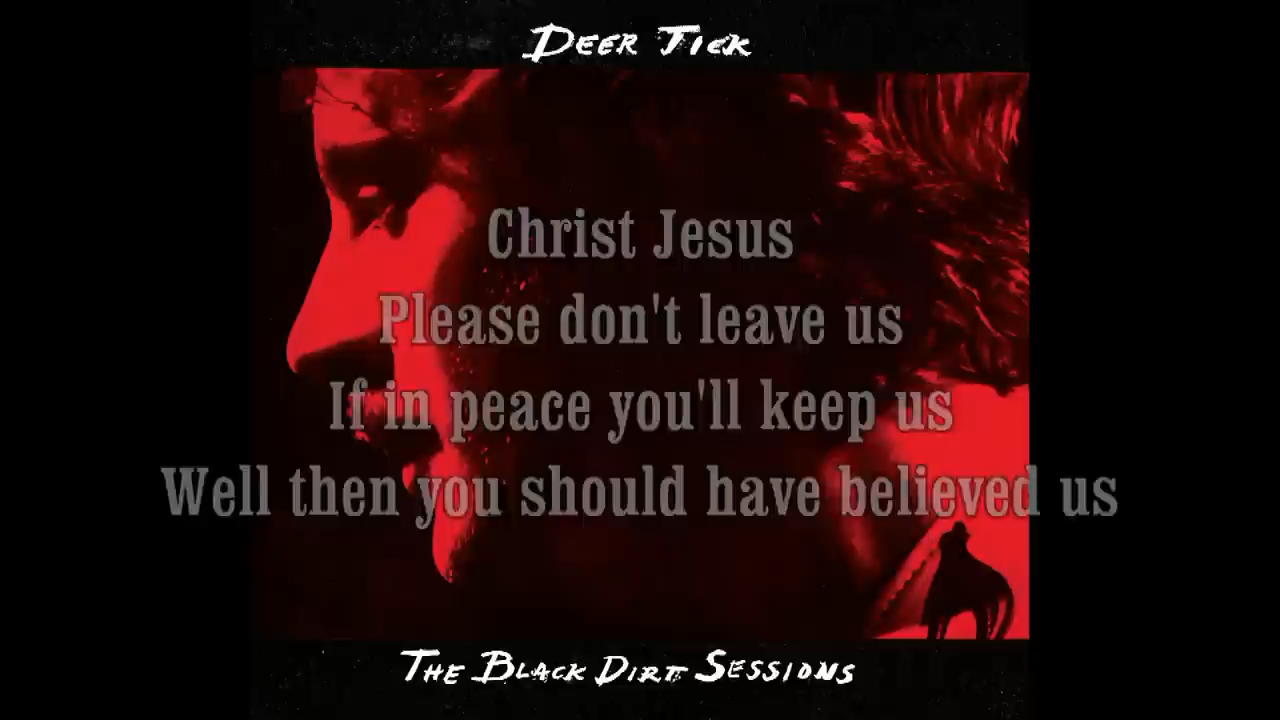 DEER TICK
Christ Jesus
Please don't leave us
If in peace you'll keep us
Well then you should have believed us
THE BLACK DIRT SESSIONS